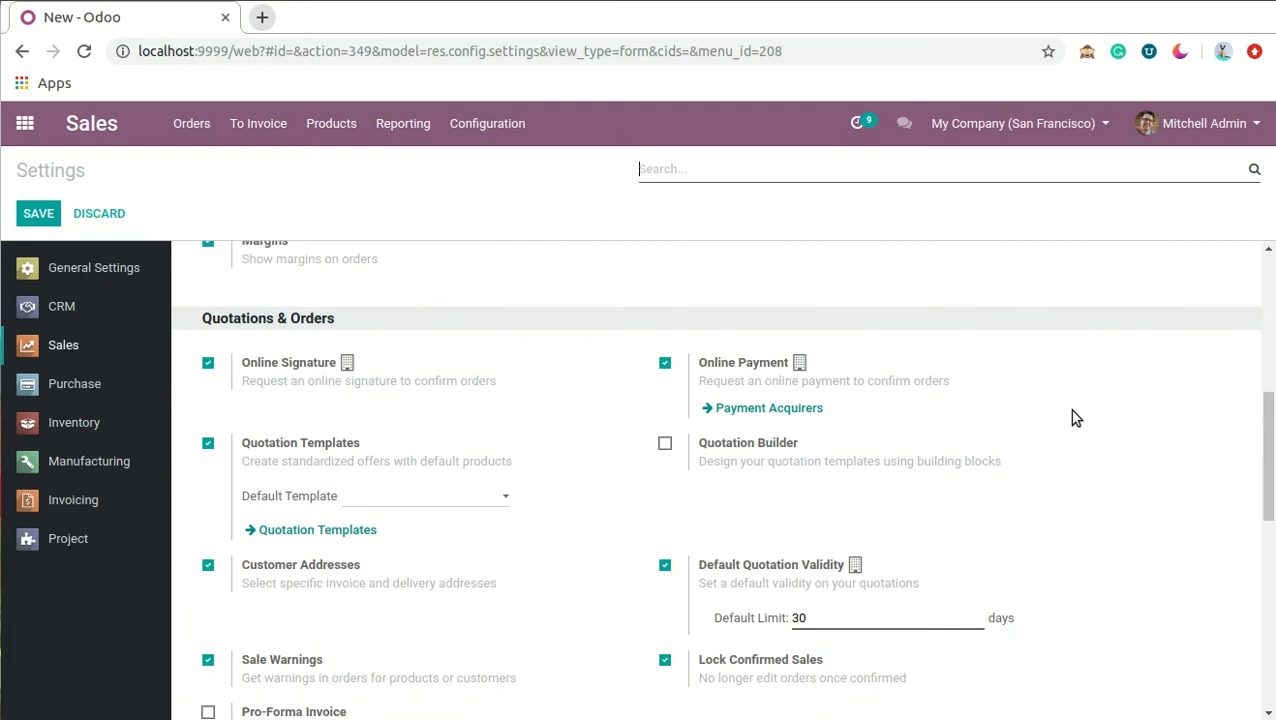 New - Odoo
localhost:9999/web?#id=&action=349&model=res.config.settings&view_type=form&cids=&menu_id=208
Apps
Sales Orders To Invoice Products Reporting Configuration 9 My Company (San Francisco) Mitchell Admin
Settings Search...
SAVE DISCARD
General Settings
CRM
Sales
Purchase
Inventory
Manufacturing
Invoicing
Project
Margins
Show margins on orders
Quotations & Orders
Online Signature
Request an online signature to confirm orders
Online Payment
Request an online payment to confirm orders
Payment Acquirers
Quotation Templates
Create standardized offers with default products
Default Template
Quotation Templates
Quotation Builder
Design your quotation templates using building blocks
Customer Addresses
Select specific invoice and delivery addresses
Default Quotation Validity
Set a default validity on your quotations
Default Limit: 30 days
Sale Warnings
Get warnings in orders for products or customers
Lock Confirmed Sales
No longer edit orders once confirmed
Pro-Forma Invoice